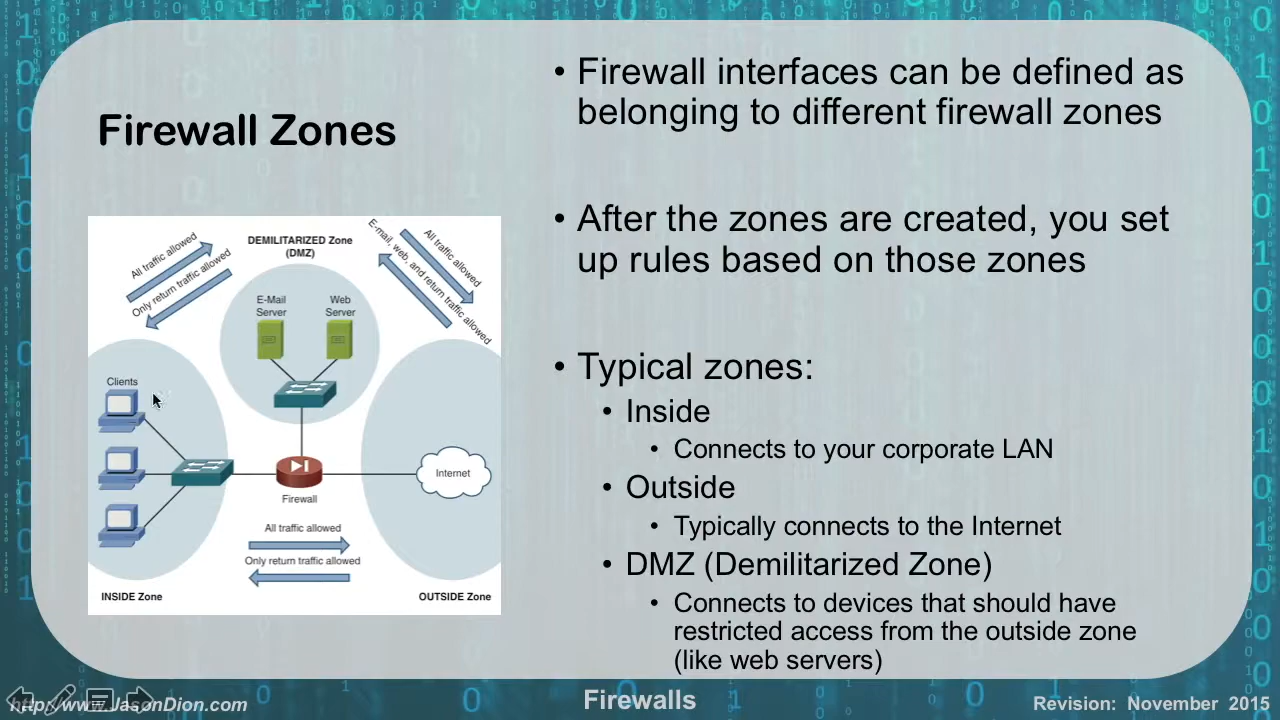 Firewall Zones
• Firewall interfaces can be defined as
belonging to different firewall zones
• After the zones are created, you set
up rules based on those zones
• Typical zones:
• Inside
• Connects to your corporate LAN
• Outside
• Typically connects to the Internet
• DMZ (Demilitarized Zone)
• Connects to devices that should have
restricted access from the outside zone
(like web servers)
All traffic allowed
Only return traffic allowed
DEMILITARIZED Zone
(DMZ)
E-mail, web, and return traffic allowed
All traffic allowed
E-Mail
Server
Web
Server
Clients
Internet
Firewall
All traffic allowed
Only return traffic allowed
INSIDE Zone
OUTSIDE Zone
http://www.JasonDion.com
Firewalls
Revision: November 2015